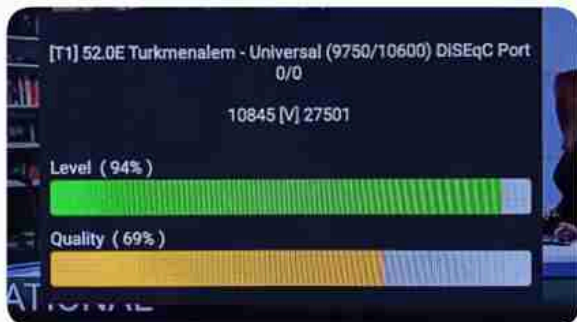 [T1] 52.0E Turkmenalem - Universal (9750/10600) DiSEqC Port
0/0
10845 [V] 27501
Level ( 94% )
Quality ( 69% )